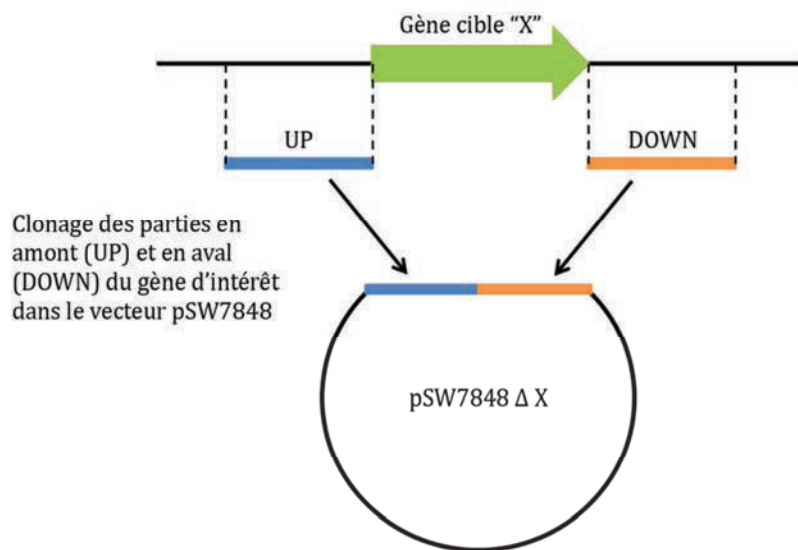 Gène cible “X”
UP
DOWN
Clonage des parties en
amont (UP) et en aval
(DOWN) du gène d’intérêt
dans le vecteur pSW7848
pSW7848 Δ X